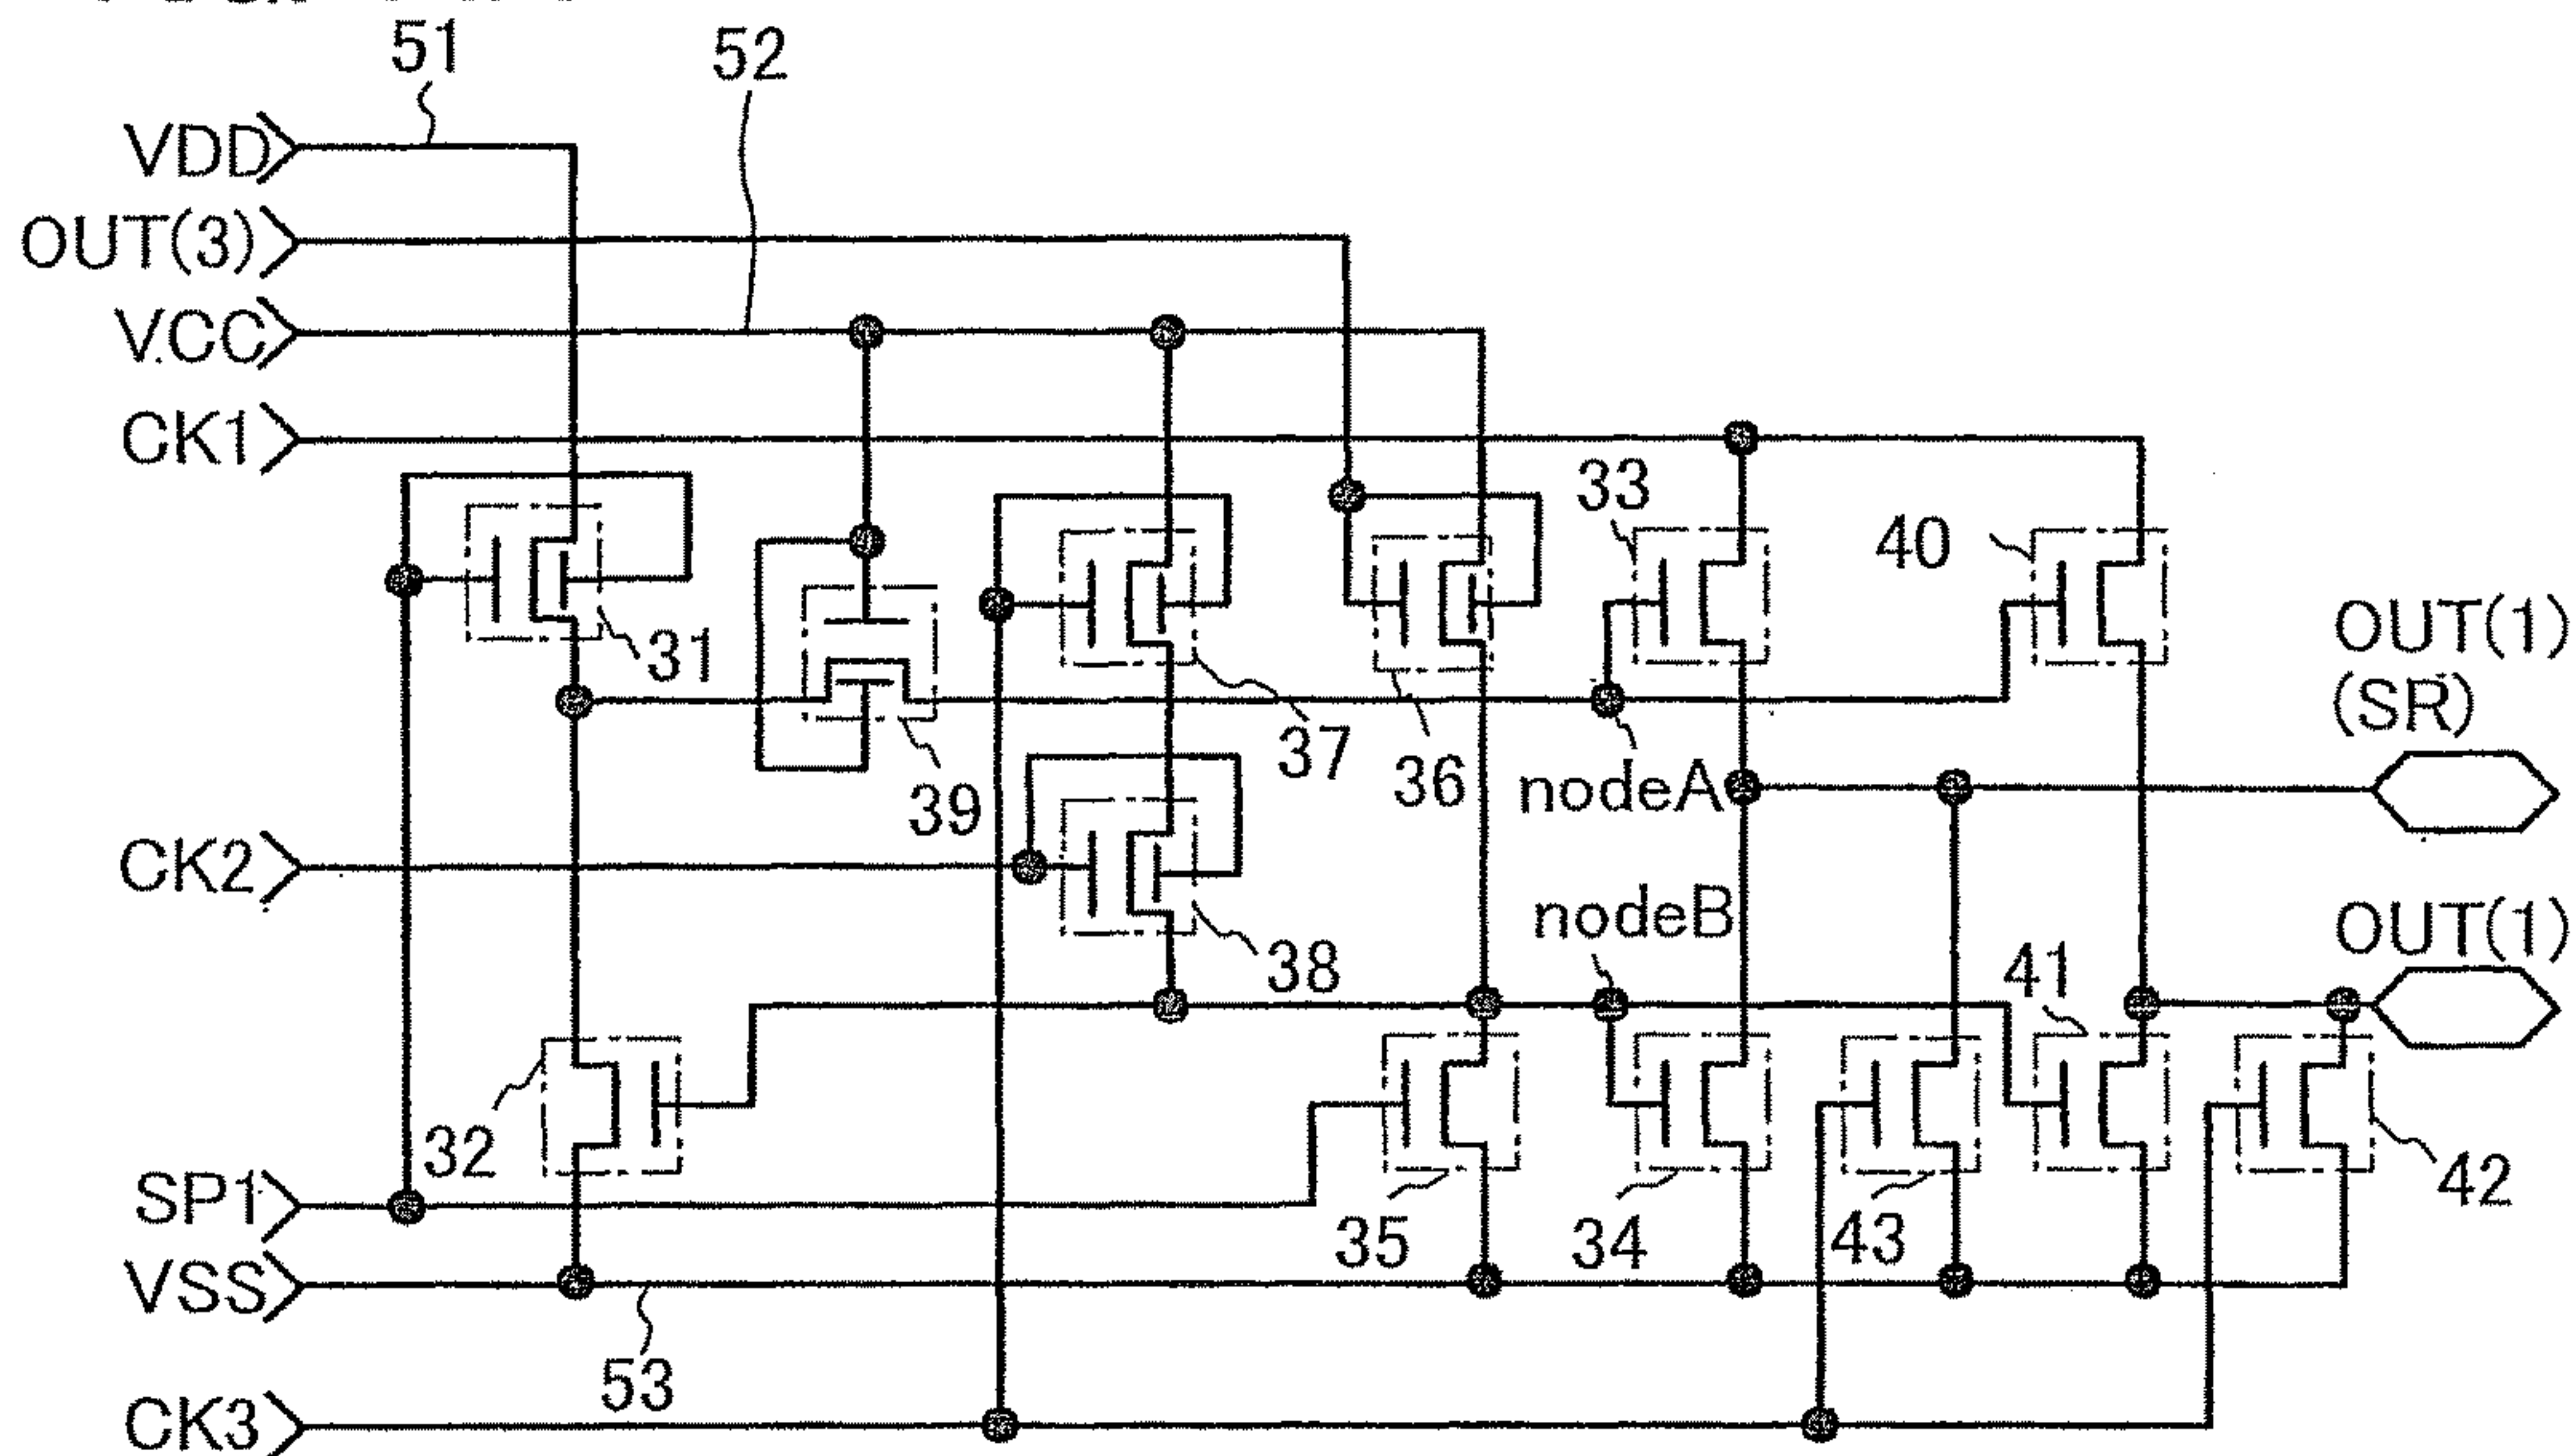 51
52
VDD
OUT(3)
VCC
CK1
33
40
31
OUT(1)
(SR)
37
36
nodeA
39
CK2
nodeB
38
41
OUT(1)
32
SP1
35
34
43
42
VSS
53
CK3